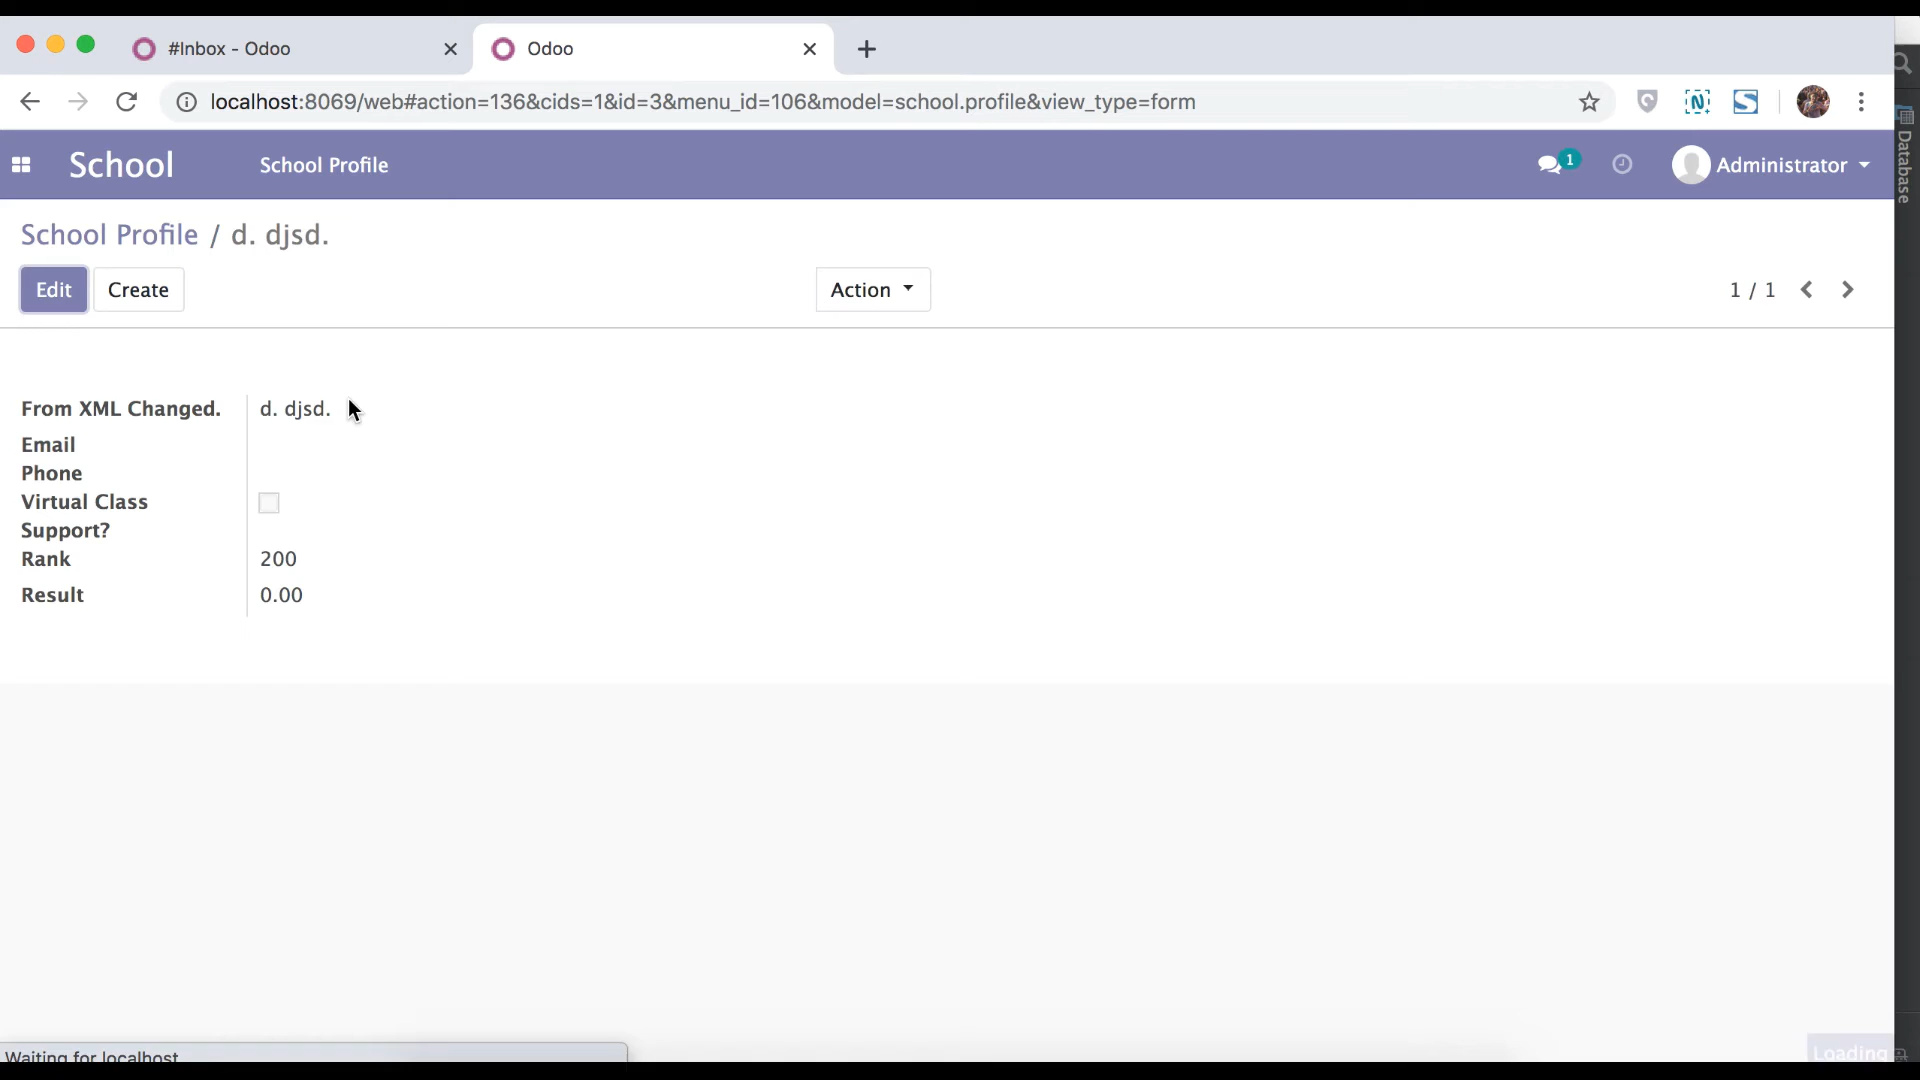 #Inbox - Odoo
Odoo
localhost:8069/web#action=136&cids=1&id=3&menu_id=106&model=school.profile&view_type=form
School
School Profile
1
Administrator
Database
School Profile / d. djsd.
Edit
Create
Action
1 / 1
From XML Changed.
d. djsd.
Email
Phone
Virtual Class
Support?
Rank
200
Result
0.00
Waiting for localhost
Loading